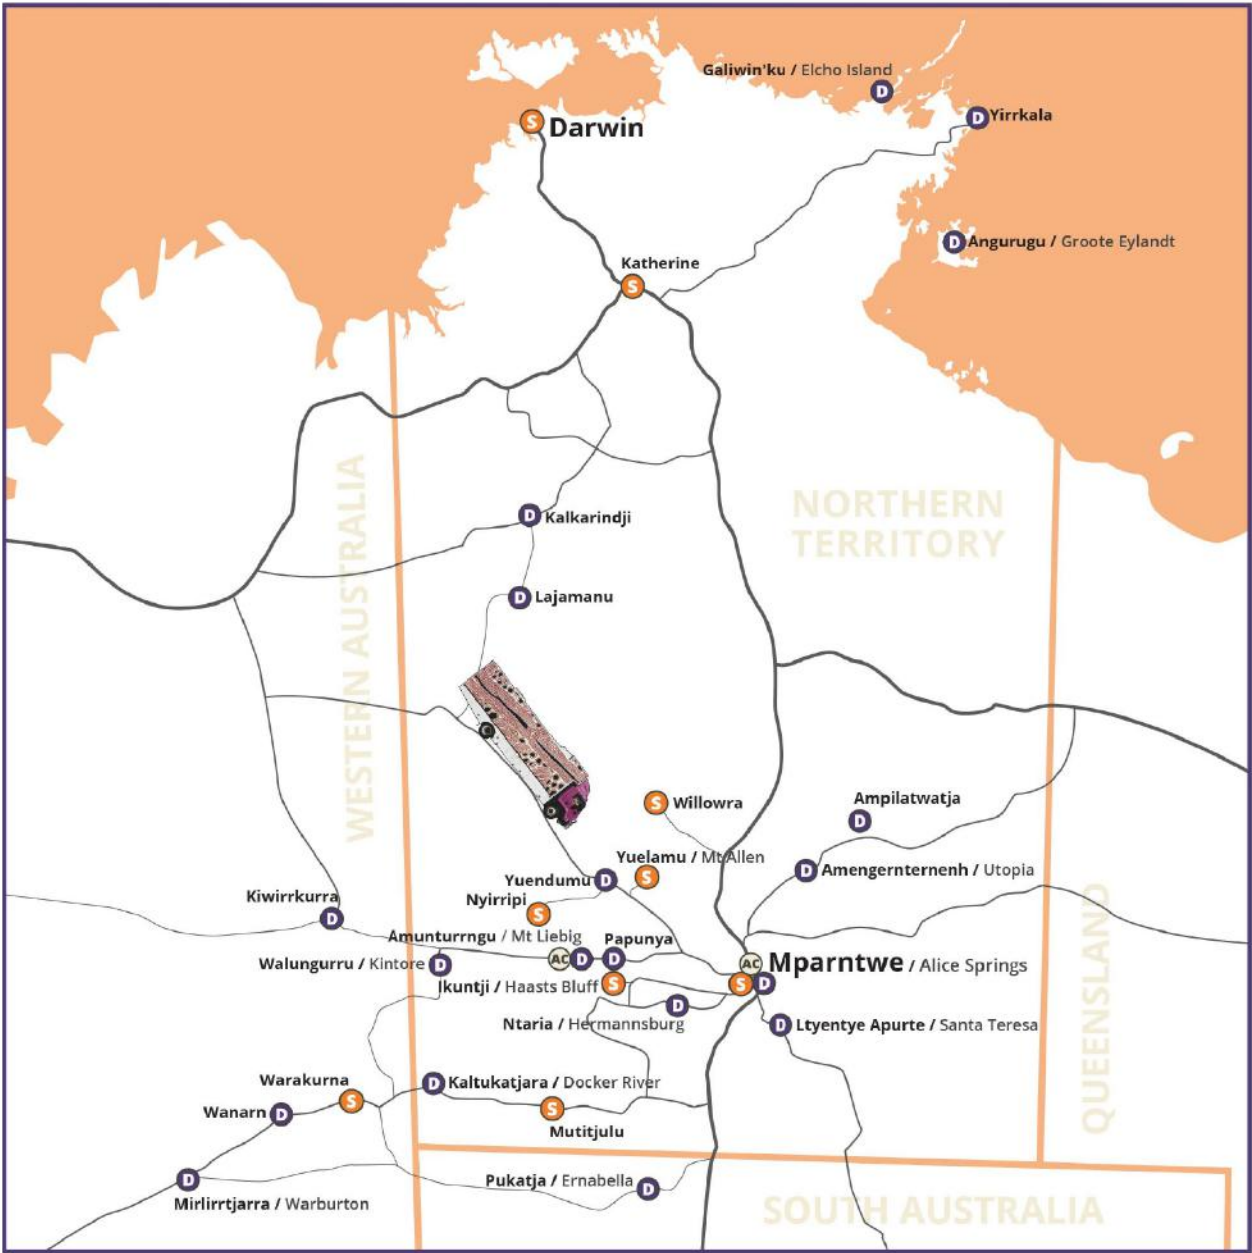 Galiwin'ku / Elcho Island
D
D Yirrkala
S Darwin
D Angurugu / Groote Eylandt
Katherine
S
NORTHERN
TERRITORY
WESTERN AUSTRALIA
D Kalkarindji
D Lajamanu
S Willowra
Ampilatwatja
D
Yuelamu / Mt Allen
S
D Amengernternenh / Utopia
Yuendumu D
Nyirripi
S
Kiwirrkurra
D
Amunturrngu / Mt Liebig
AC D
Papunya
D
Walungurru / Kintore D
Ikuntji / Haasts Bluff S
AC Mparntwe / Alice Springs
S D
QUEENSLAND
D
Ntaria / Hermannsburg
D Ltyentye Apurte / Santa Teresa
Warakurna
S
D Kaltukatjara / Docker River
Wanarn D
S
Mutitjulu
D
Mirlirrtjarra / Warburton
Pukatja / Ernabella D
SOUTH AUSTRALIA